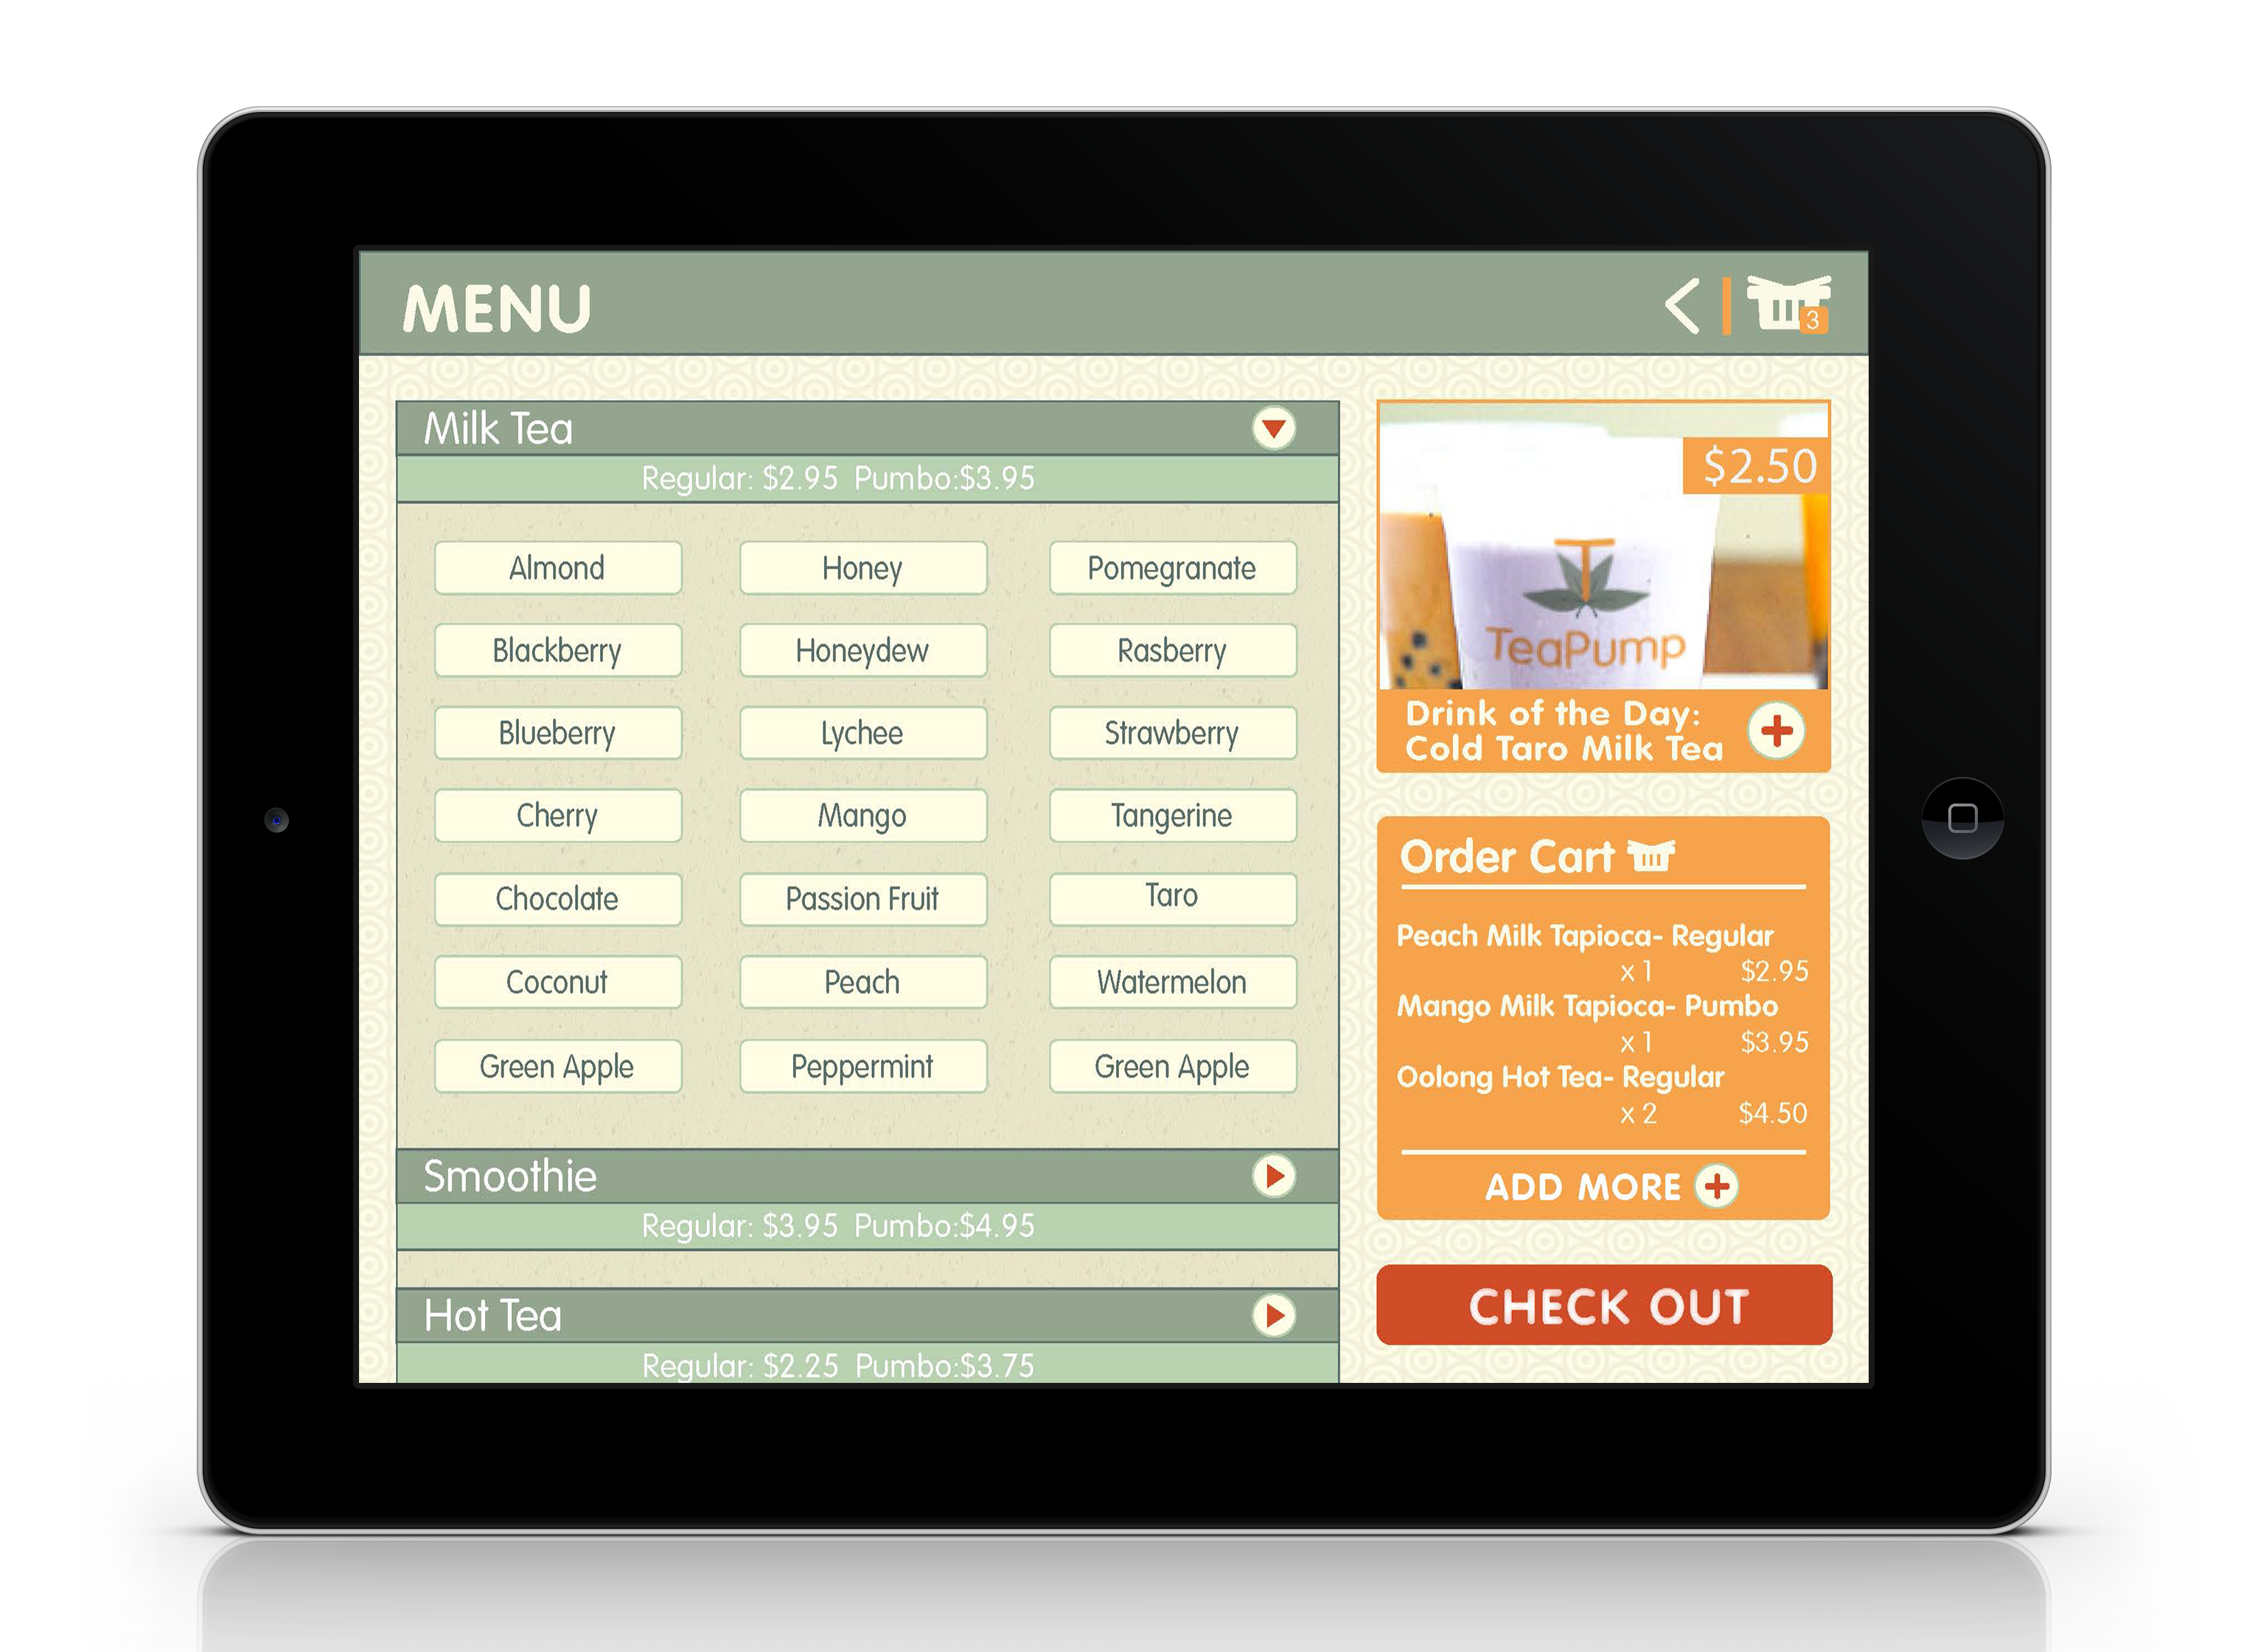 MENU
3
Milk Tea
Regular: $2.95 Pumbo:$3.95
Almond
Honey
Pomegranate
Blackberry
Honeydew
Rasberry
Blueberry
Lychee
Strawberry
Cherry
Mango
Tangerine
Chocolate
Passion Fruit
Taro
Coconut
Peach
Watermelon
Green Apple
Peppermint
Green Apple
Smoothie
Regular: $3.95 Pumbo:$4.95
Hot Tea
Regular: $2.25 Pumbo:$3.75
$2.50
TeaPump
Drink of the Day:
Cold Taro Milk Tea
Order Cart
Peach Milk Tapioca- Regular
x 1 $2.95
Mango Milk Tapioca- Pumbo
x 1 $3.95
Oolong Hot Tea- Regular
x 2 $4.50
ADD MORE
CHECK OUT